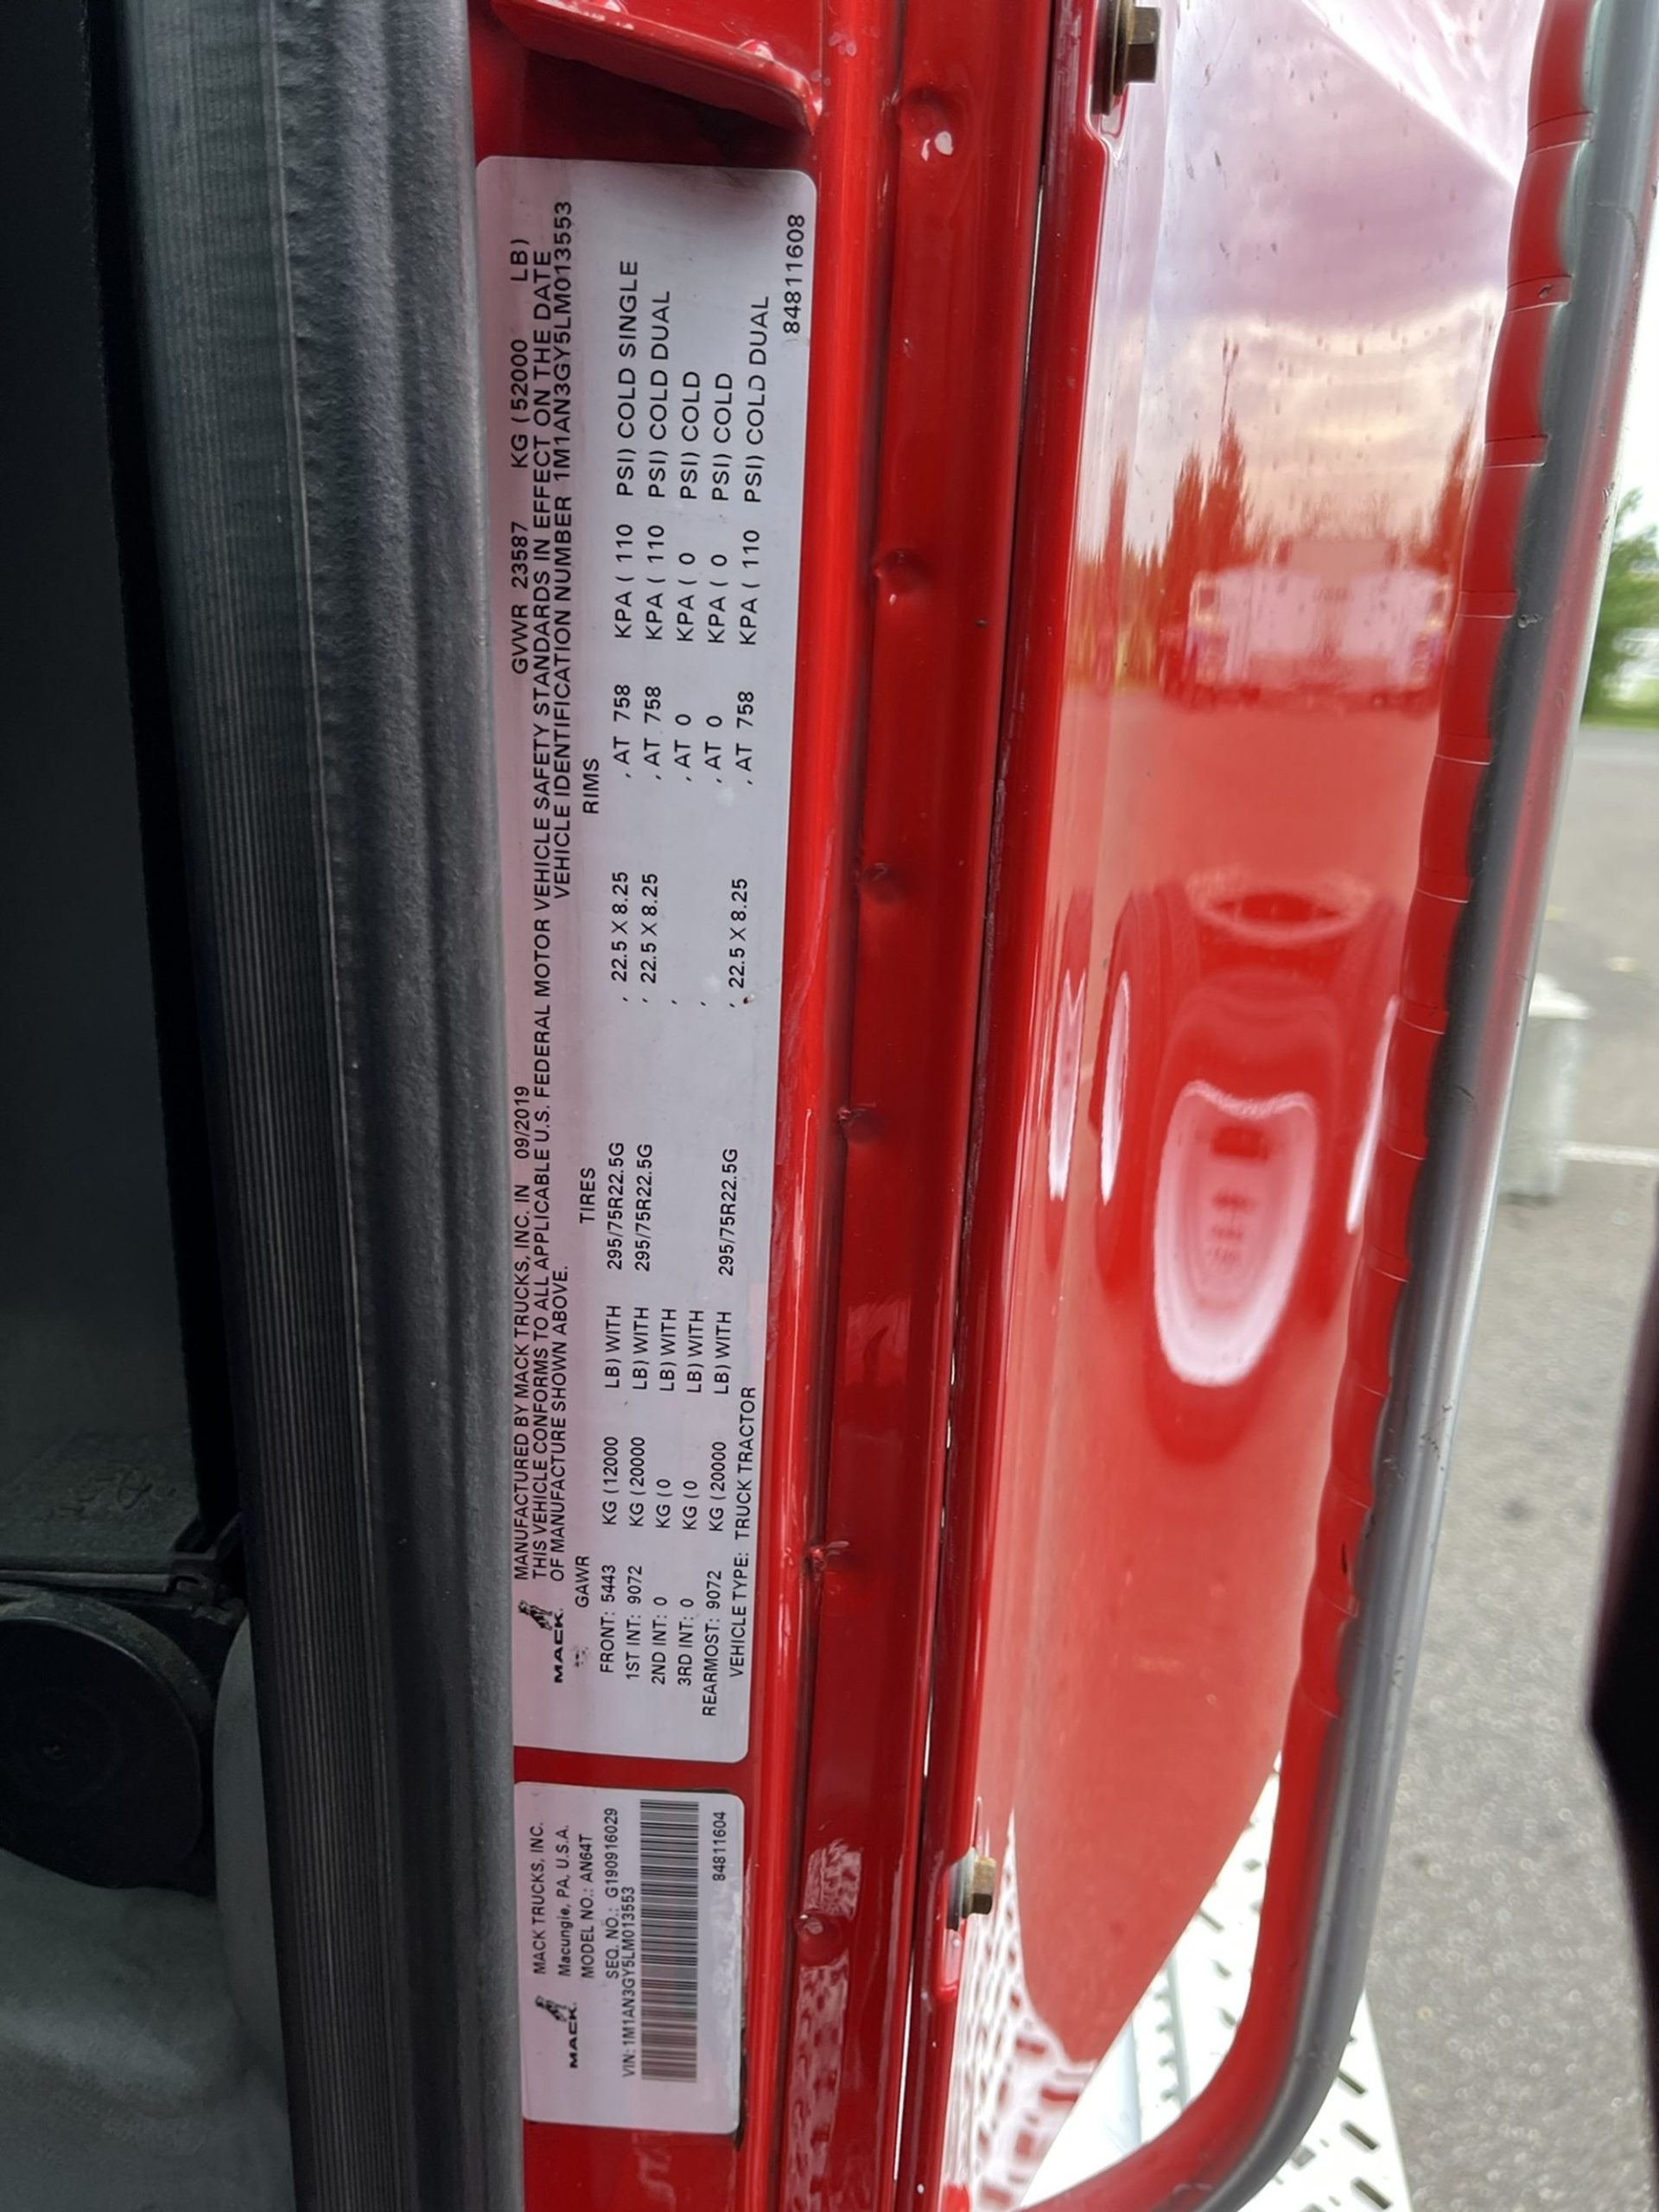 MANUFACTURED BY MACK TRUCKS, INC. IN 09/2019 GVWR 23587 KG (52000 LB)
THIS VEHICLE CONFORMS TO ALL APPLICABLE U.S. FEDERAL MOTOR VEHICLE SAFETY STANDARDS IN EFFECT ON THE DATE
OF MANUFACTURE SHOWN ABOVE. VEHICLE IDENTIFICATION NUMBER 1M1AN3GY5LM013553
MACK.
GAWR TIRES RIMS
FRONT: 5443 KG (12000 LB) WITH 295/75R22.5G , 22.5 X 8.25 , AT 758 KPA ( 110 PSI) COLD SINGLE
1ST INT: 9072 KG (20000 LB) WITH 295/75R22.5G , 22.5 X 8.25 , AT 758 KPA ( 110 PSI) COLD DUAL
2ND INT: 0 KG (0 LB) WITH , , AT 0 KPA ( 0 PSI) COLD
3RD INT: 0 KG (0 LB) WITH , , AT 0 KPA ( 0 PSI) COLD
REARMOST: 9072 KG (20000 LB) WITH 295/75R22.5G , 22.5 X 8.25 , AT 758 KPA ( 110 PSI) COLD DUAL
VEHICLE TYPE: TRUCK TRACTOR
84811608
MACK TRUCKS, INC.
Macungie, PA, U.S.A.
MACK.
MODEL NO.: AN64T
SEQ. NO.: G190916029
VIN: 1M1AN3GY5LM013553
84811604